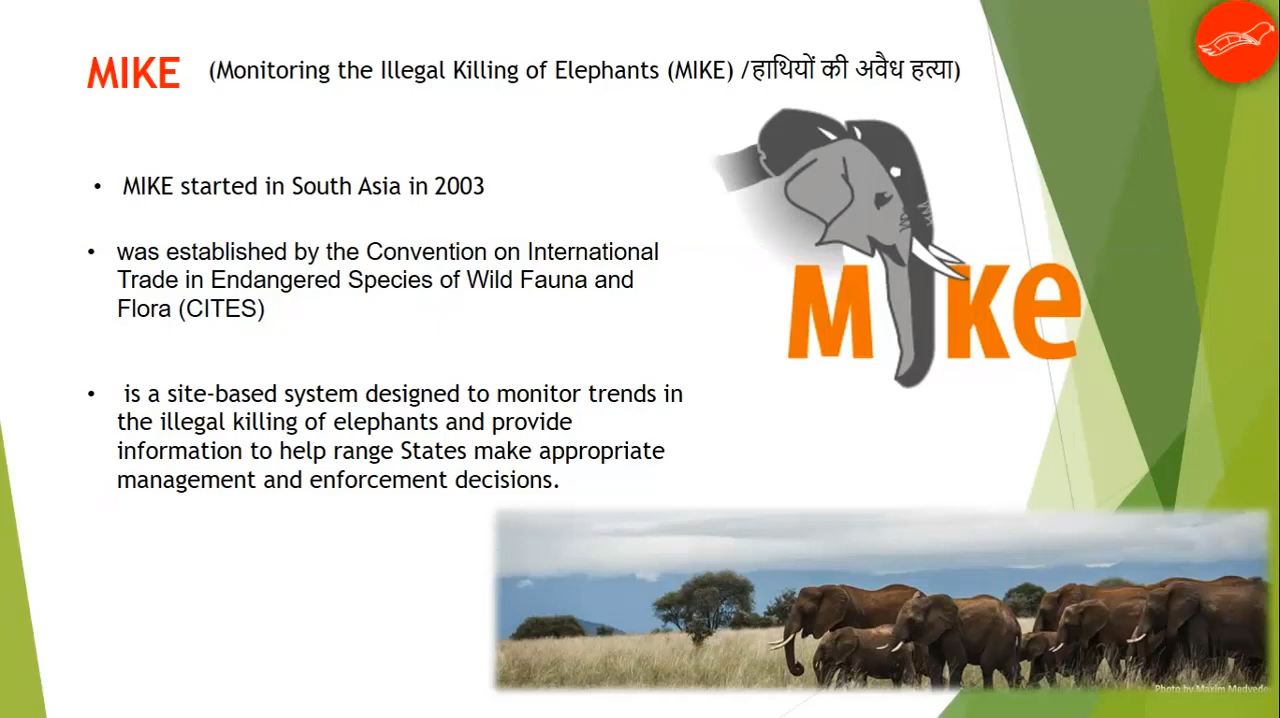 MIKE (Monitoring the Illegal Killing of Elephants (MIKE) /हाथियों की अवैध हत्या)
• MIKE started in South Asia in 2003
• was established by the Convention on International
Trade in Endangered Species of Wild Fauna and
Flora (CITES)
MIKE
• is a site-based system designed to monitor trends in
the illegal killing of elephants and provide
information to help range States make appropriate
management and enforcement decisions.
Photo by Maxim